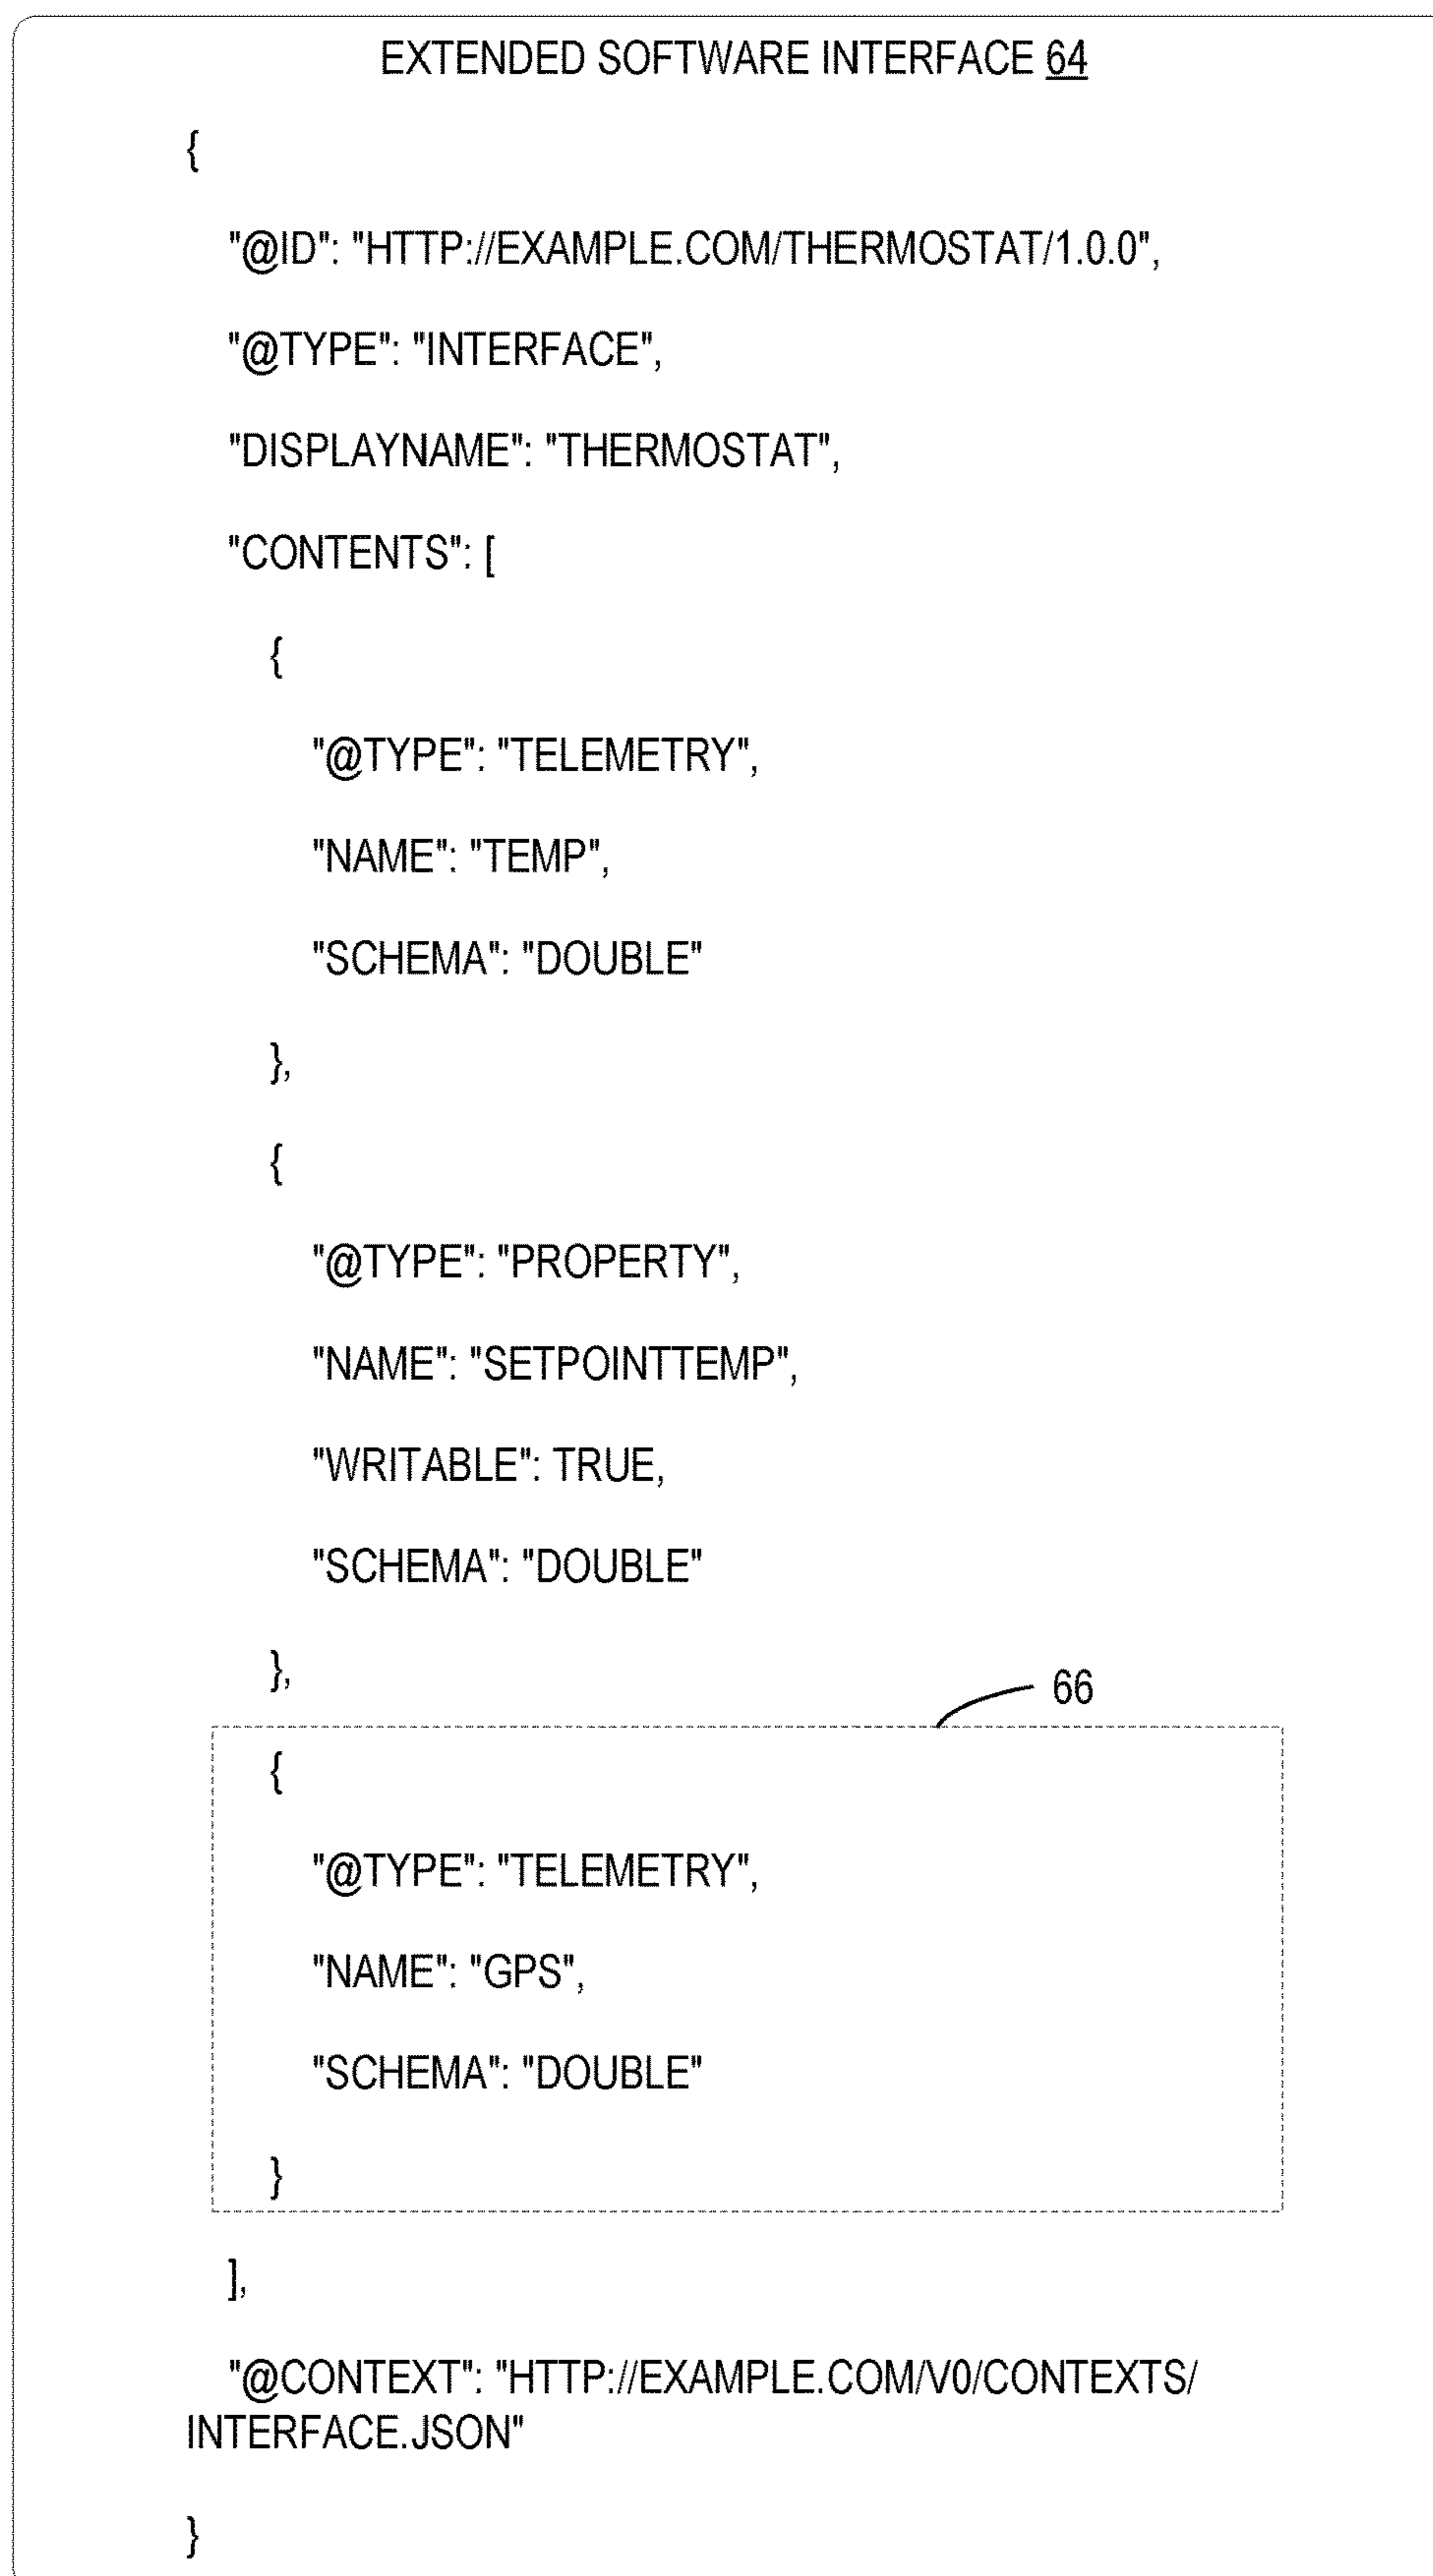 EXTENDED SOFTWARE INTERFACE 64
{
"@ID": "HTTP://EXAMPLE.COM/THERMOSTAT/1.0.0",
"@TYPE": "INTERFACE",
"DISPLAYNAME": "THERMOSTAT",
"CONTENTS": [
{
"@TYPE": "TELEMETRY",
"NAME": "TEMP",
"SCHEMA": "DOUBLE"
},
{
"@TYPE": "PROPERTY",
"NAME": "SETPOINTTEMP",
"WRITABLE": TRUE,
"SCHEMA": "DOUBLE"
},
66
{
"@TYPE": "TELEMETRY",
"NAME": "GPS",
"SCHEMA": "DOUBLE"
}
],
"@CONTEXT": "HTTP://EXAMPLE.COM/V0/CONTEXTS/
INTERFACE.JSON"
}